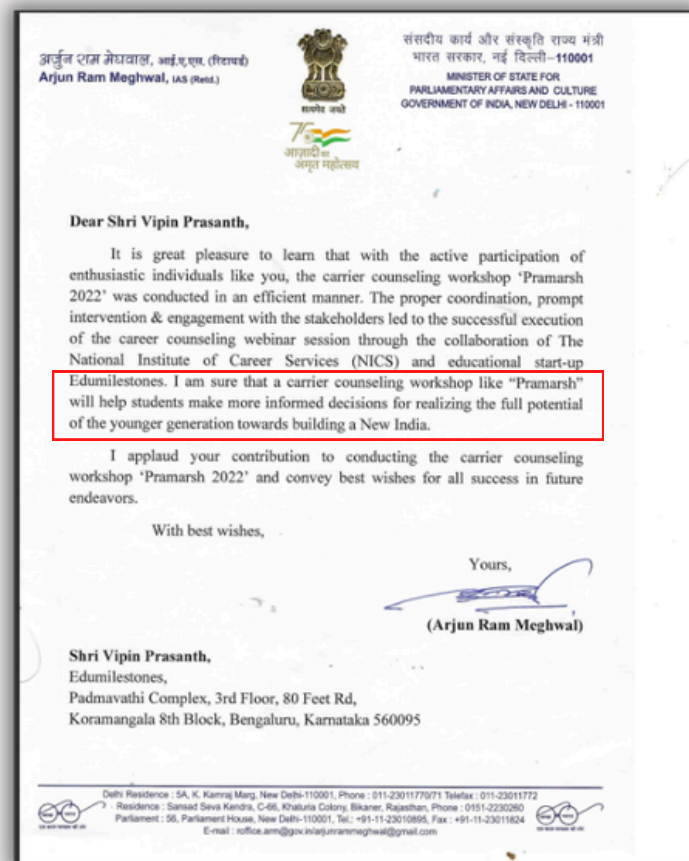 अर्जुन राम मेघवाल, आई.ए.एस. (रिटायर्ड)
Arjun Ram Meghwal, IAS (Retd.)
सत्यमेव जयते
75
आज़ादी का
अमृत महोत्सव
संसदीय कार्य और संस्कृति राज्य मंत्री
भारत सरकार, नई दिल्ली–110001
MINISTER OF STATE FOR
PARLIAMENTARY AFFAIRS AND CULTURE
GOVERNMENT OF INDIA, NEW DELHI - 110001
Dear Shri Vipin Prasanth,
It is great pleasure to learn that with the active participation of
enthusiastic individuals like you, the carrier counseling workshop ‘Pramarsh
2022’ was conducted in an efficient manner. The proper coordination, prompt
intervention & engagement with the stakeholders led to the successful execution
of the career counseling webinar session through the collaboration of The
National Institute of Career Services (NICS) and educational start-up
Edumilestones. I am sure that a carrier counseling workshop like “Pramarsh”
will help students make more informed decisions for realizing the full potential
of the younger generation towards building a New India.
I applaud your contribution to conducting the carrier counseling
workshop ‘Pramarsh 2022’ and convey best wishes for all success in future
endeavors.
With best wishes,
Yours,
(Arjun Ram Meghwal)
Shri Vipin Prasanth,
Edumilestones,
Padmavathi Complex, 3rd Floor, 80 Feet Rd,
Koramangala 8th Block, Bengaluru, Karnataka 560095
Delhi Residence : 5A, K. Kamraj Marg, New Delhi-110001, Phone : 011-23011770/71 Telefax : 011-23011772
Residence : Sansad Seva Kendra, C-66, Khaturia Colony, Bikaner, Rajasthan, Phone : 0151-2230260
Parliament : 56, Parliament House, New Delhi-110001, Tel.: +91-11-23010895, Fax : +91-11-23011824
E-mail : roffice.arm@gov.in/arjunrammeghwal@gmail.com